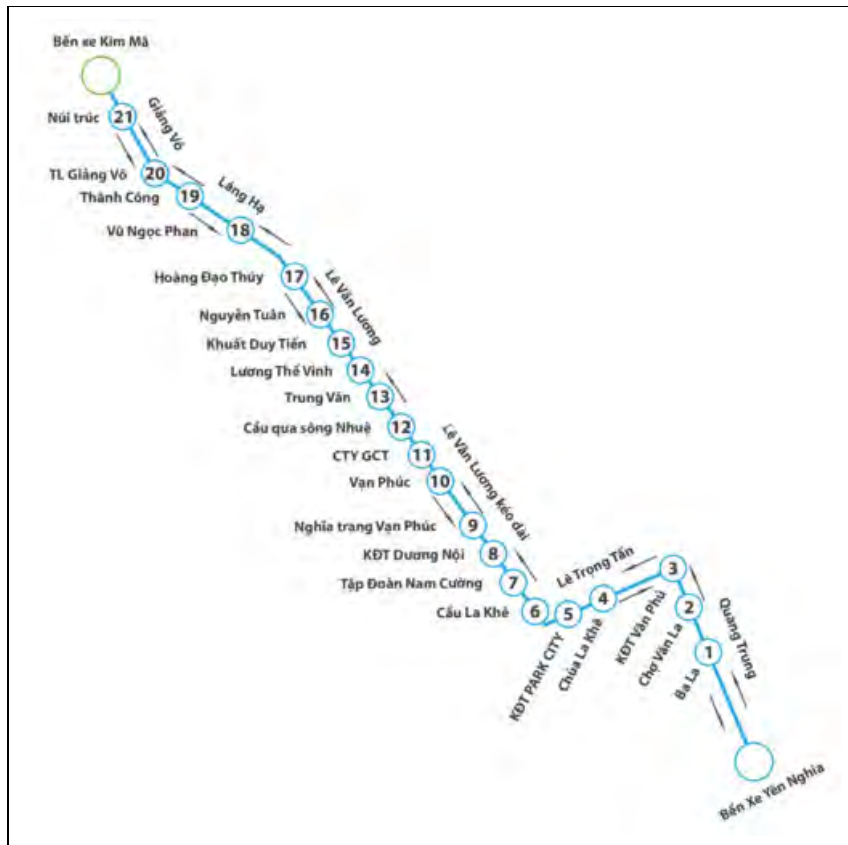 Bến xe Kim Mã
Núi trúc
21
Giảng Võ
TL Giảng Võ
20
Thành Công
19
Láng Hạ
Vũ Ngọc Phan
18
Hoàng Đạo Thúy
17
Lê Văn Lương
Nguyễn Tuân
16
Khuất Duy Tiến
15
Lương Thế Vinh
14
Trung Văn
13
Cầu qua sông Nhuệ
12
CTY GCT
11
Lê Văn Lương kéo dài
Vạn Phúc
10
Nghĩa trang Vạn Phúc
9
KĐT Dương Nội
8
Tập Đoàn Nam Cường
7
Cầu La Khê
6
KĐT PARK CITY
5
Chùa La Khê
4
Lê Trọng Tấn
KĐT Văn Phú
3
Chợ Văn La
2
Ba La
1
Quang Trung
Bến Xe Yên Nghĩa